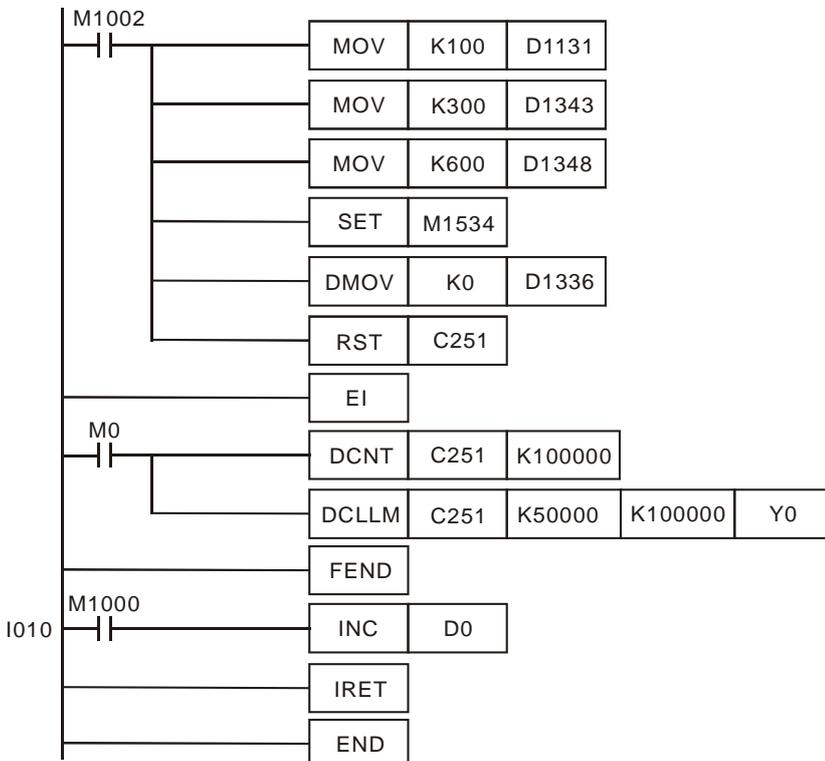 M1002
MOV K100 D1131
MOV K300 D1343
MOV K600 D1348
SET M1534
DMOV K0 D1336
RST C251
EI
M0
DCNT C251 K100000
DCLLM C251 K50000 K100000 Y0
FEND
M1000
I010 INC D0
IRET
END